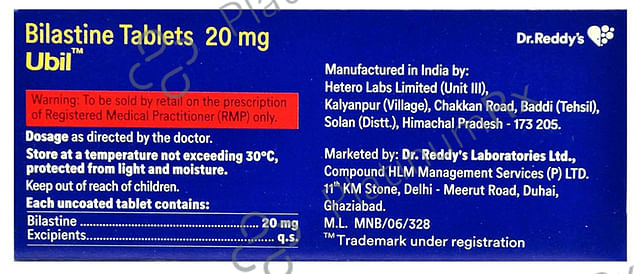 Bilastine Tablets 20 mg
Ubil™
Warning: To be sold by retail on the prescription
of Registered Medical Practitioner (RMP) only.
Dosage as directed by the doctor.
Store at a temperature not exceeding 30°C,
protected from light and moisture.
Keep out of reach of children.
Each uncoated tablet contains:
Bilastine ........................................ 20 mg
Excipients........................................ q.s.
Dr.Reddy's
Manufactured in India by:
Hetero Labs Limited (Unit III),
Kalyanpur (Village), Chakkan Road, Baddi (Tehsil),
Solan (Distt.), Himachal Pradesh - 173 205.
Marketed by: Dr. Reddy's Laboratories Ltd.,
Compound HLM Management Services (P) LTD.
11th KM Stone, Delhi - Meerut Road, Duhai,
Ghaziabad.
M.L. MNB/06/328
™Trademark under registration
PlatinumRx